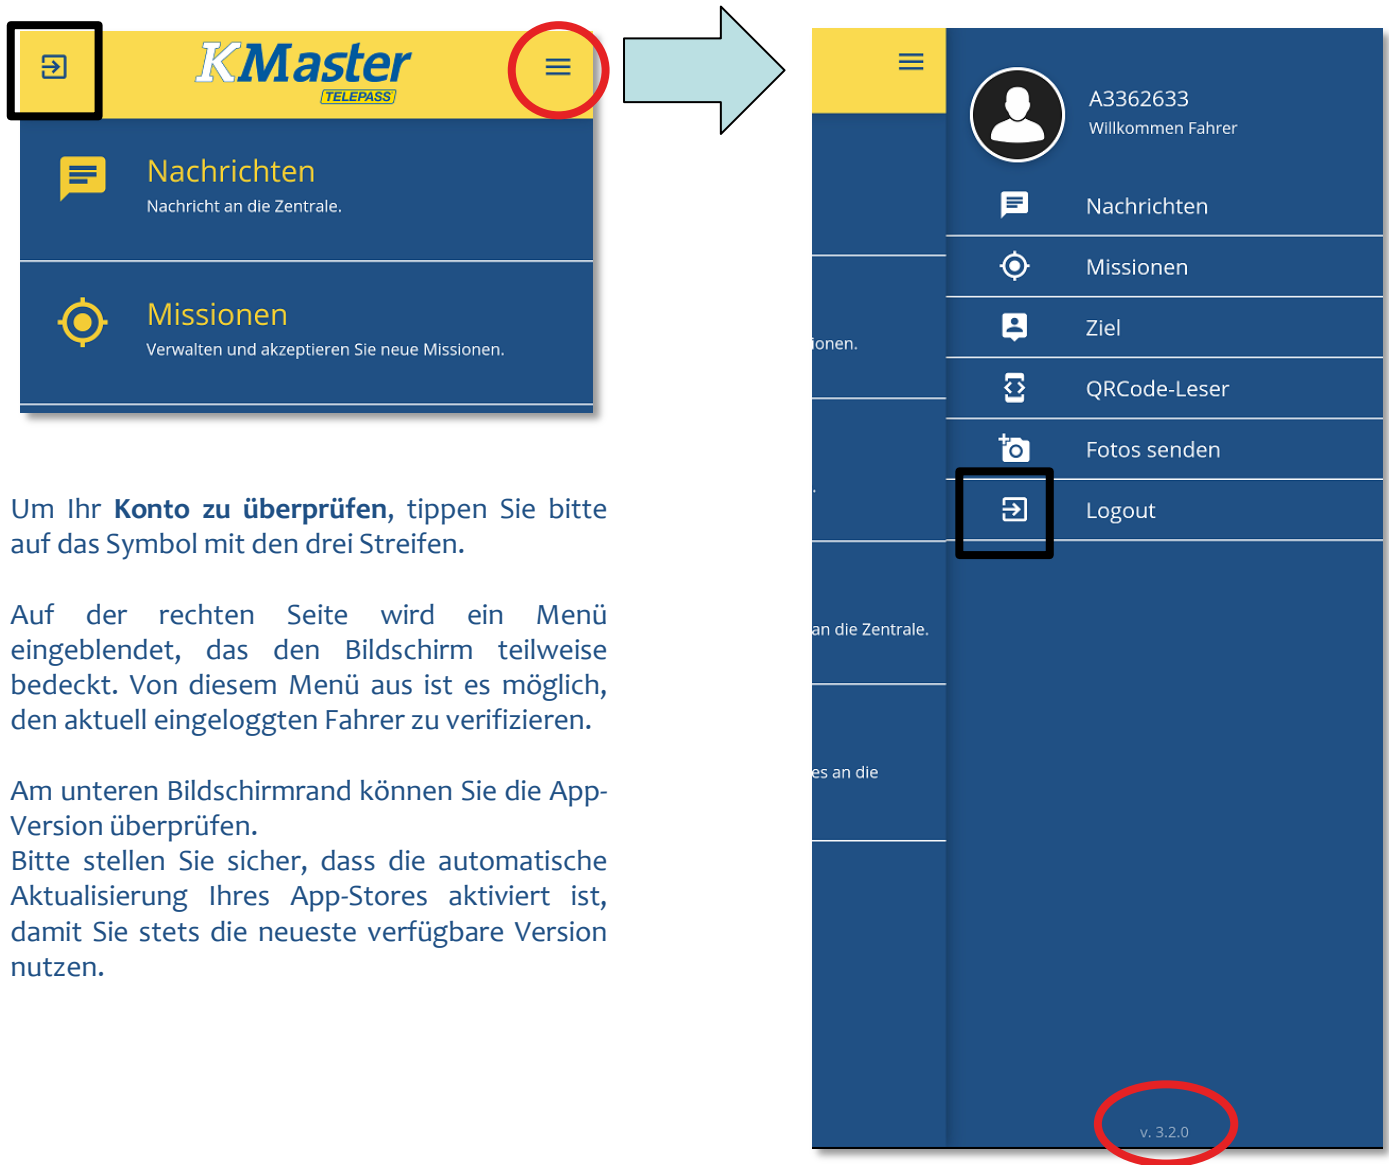 KMaster
TELEPASS
Nachrichten
Nachricht an die Zentrale.
Missionen
Verwalten und akzeptieren Sie neue Missionen.
Um Ihr Konto zu überprüfen, tippen Sie bitte
auf das Symbol mit den drei Streifen.
Auf der rechten Seite wird ein Menü
eingeblendet, das den Bildschirm teilweise
bedeckt. Von diesem Menü aus ist es möglich,
den aktuell eingeloggten Fahrer zu verifizieren.
Am unteren Bildschirmrand können Sie die App-
Version überprüfen.
Bitte stellen Sie sicher, dass die automatische
Aktualisierung Ihres App-Stores aktiviert ist,
damit Sie stets die neueste verfügbare Version
nutzen.
ionen.
.
an die Zentrale.
es an die
A3362633
Willkommen Fahrer
Nachrichten
Missionen
Ziel
QRCode-Leser
Fotos senden
Logout
v. 3.2.0